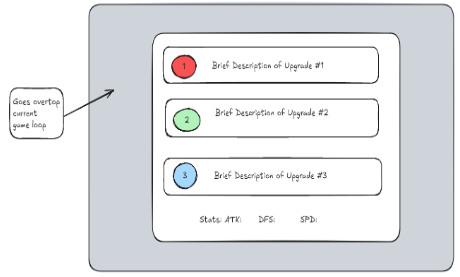 1
Brief Description of Upgrade #1
2
Brief Description of Upgrade #2
Goes overtop
current
game loop
3
Brief Description of Upgrade #3
Stats: ATK: DFS: SPD: